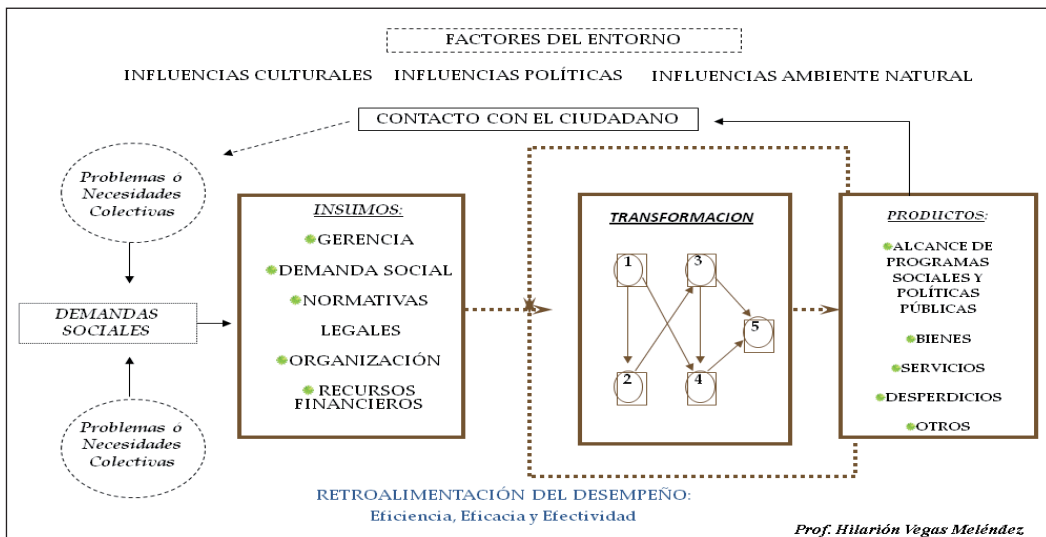 FACTORES DEL ENTORNO
INFLUENCIAS CULTURALES INFLUENCIAS POLÍTICAS INFLUENCIAS AMBIENTE NATURAL
CONTACTO CON EL CIUDADANO
Problemas o
Necesidades
Colectivas
DEMANDAS
SOCIALES
Problemas o
Necesidades
Colectivas
INSUMOS:
GERENCIA
DEMANDA SOCIAL
NORMATIVAS
LEGALES
ORGANIZACIÓN
RECURSOS
FINANCIEROS
TRANSFORMACION
1 3
5
2 4
PRODUCTOS:
ALCANCE DE
PROGRAMAS
SOCIALES Y
POLÍTICAS
PÚBLICAS
BIENES
SERVICIOS
DESPERDICIOS
OTROS
RETROALIMENTACIÓN DEL DESEMPEÑO:
Eficiencia, Eficacia y Efectividad
Prof. Hilarión Vegas Meléndez